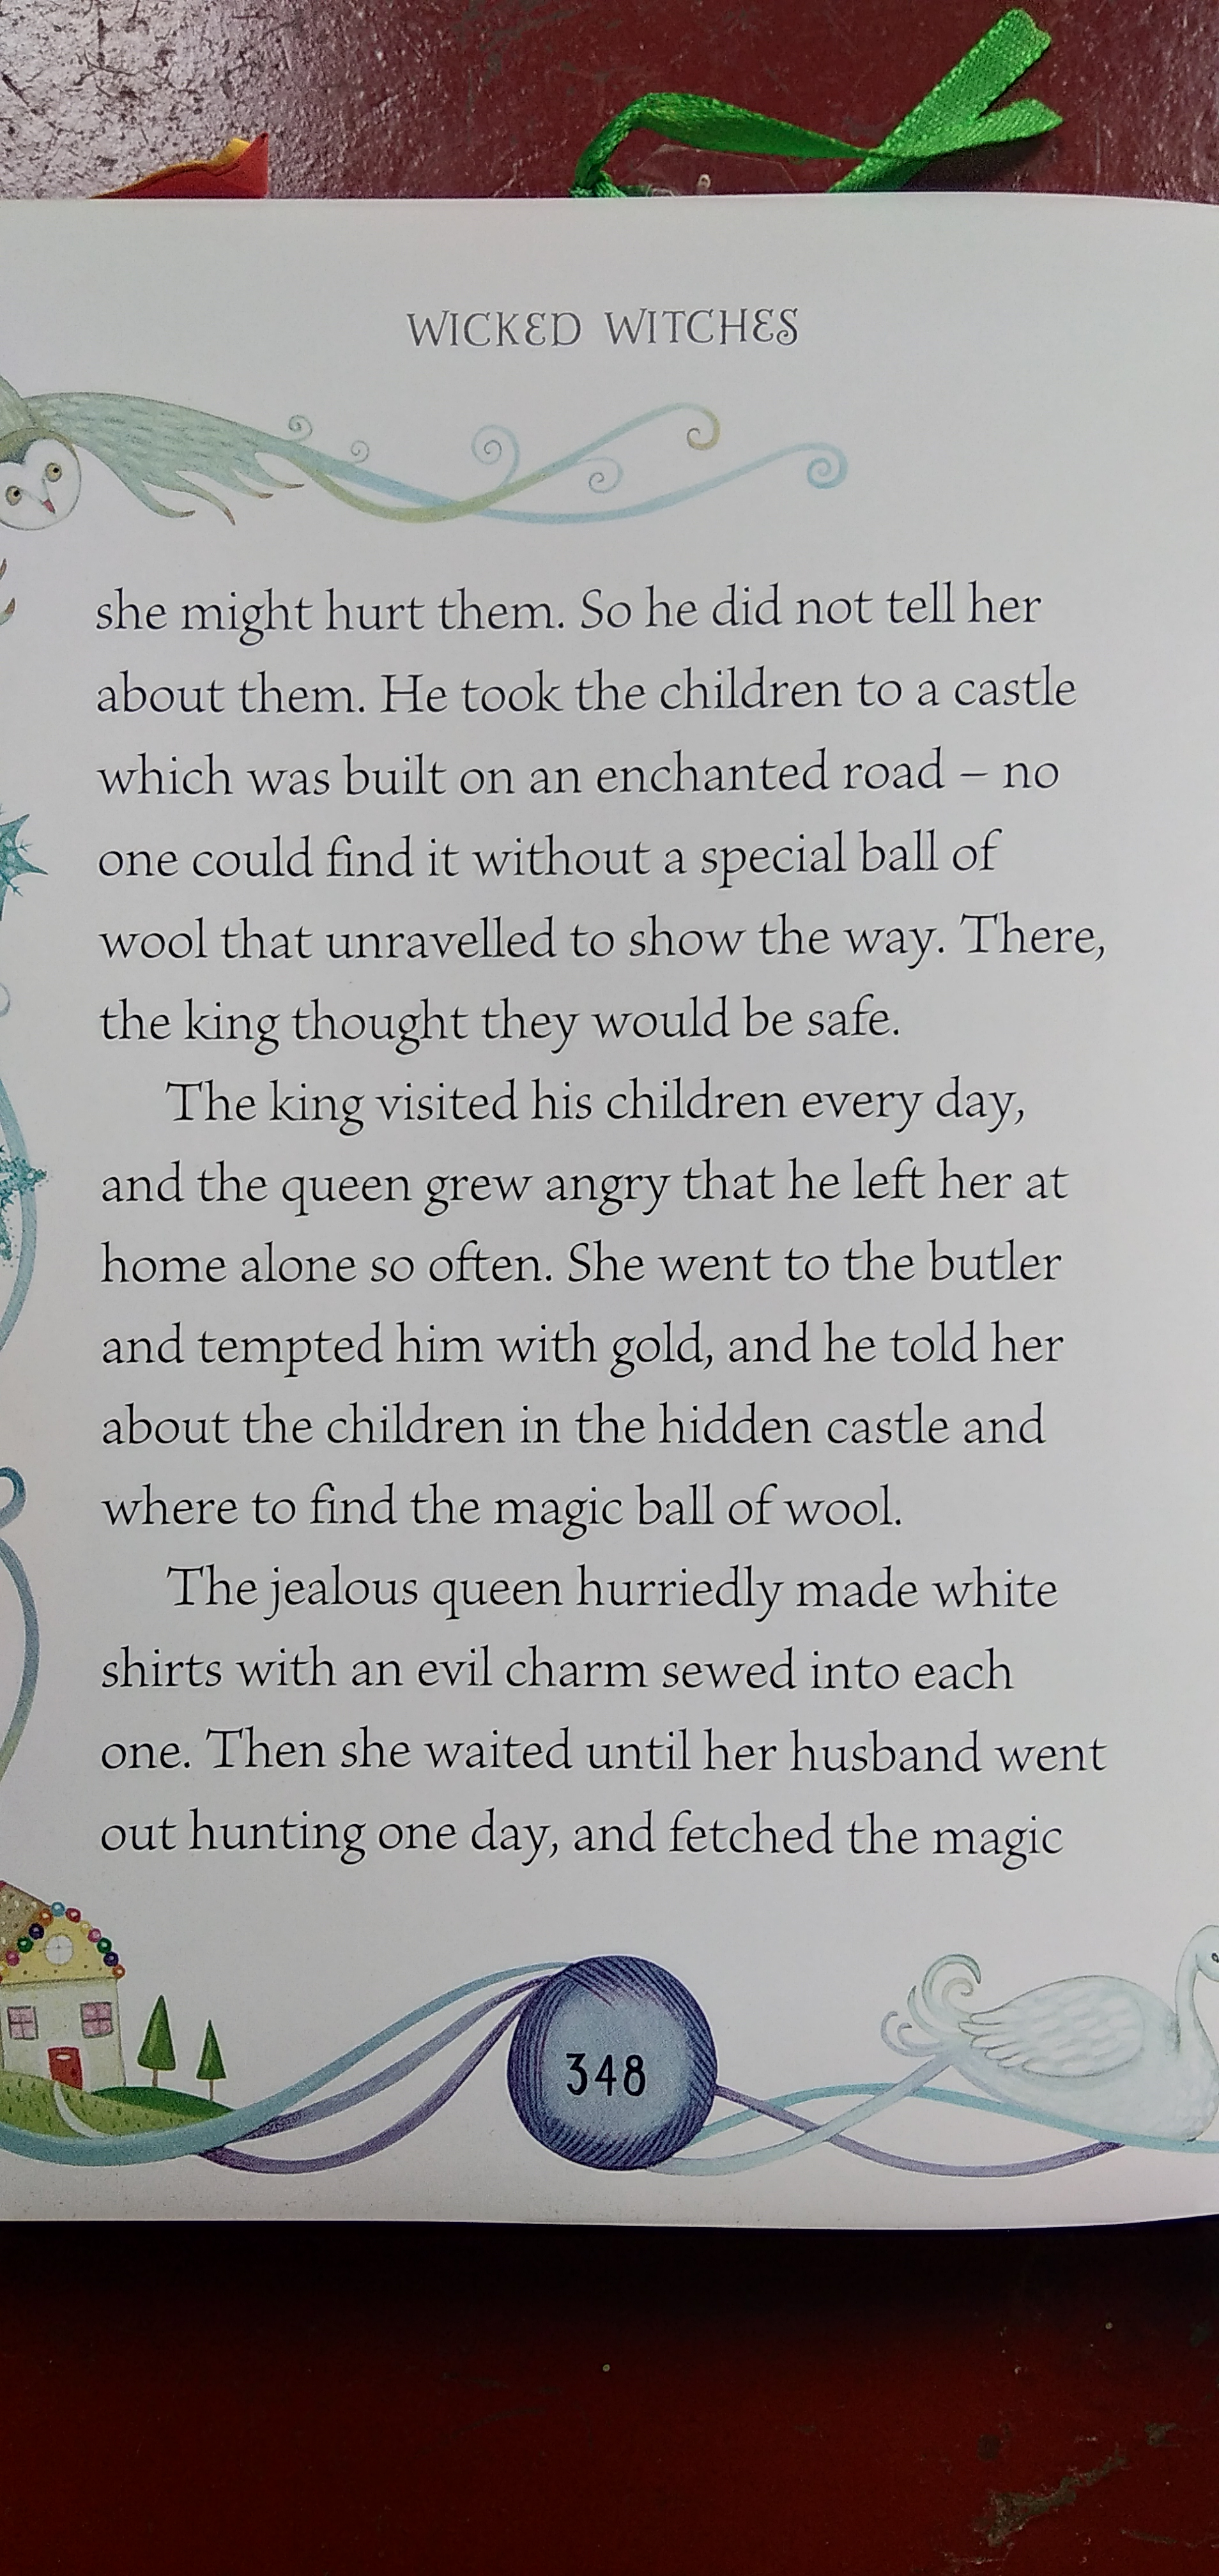 WICKED WITCHES
she might hurt them. So he did not tell her
about them. He took the children to a castle
which was built on an enchanted road – no
one could find it without a special ball of
wool that unravelled to show the way. There,
the king thought they would be safe.
The king visited his children every day,
and the queen grew angry that he left her at
home alone so often. She went to the butler
and tempted him with gold, and he told her
about the children in the hidden castle and
where to find the magic ball of wool.
The jealous queen hurriedly made white
shirts with an evil charm sewed into each
one. Then she waited until her husband went
out hunting one day, and fetched the magic
348